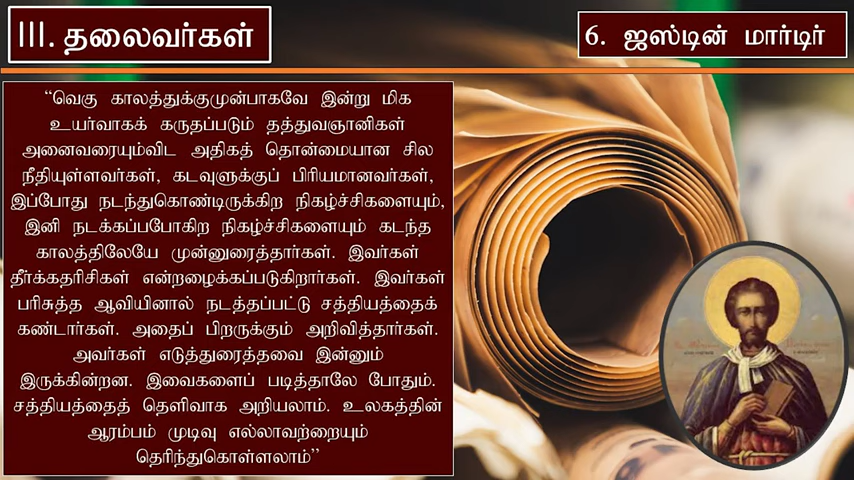 III. தலைவர்கள்
6. ஜஸ்டின் மார்டிர்
“வெகு காலத்துக்குமுன்பாகவே இன்று மிக
உயர்வாகக் கருதப்படும் தத்துவஞானிகள்
அனைவரையும்விட அதிகத் தொன்மையான சில
நீதியுள்ளவர்கள், கடவுளுக்குப் பிரியமானவர்கள்,
இப்போது நடந்துகொண்டிருக்கிற நிகழ்ச்சிகளையும்,
இனி நடக்கப்போகிற நிகழ்ச்சிகளையும் கடந்த
காலத்திலேயே முன்னுரைத்தார்கள். இவர்கள்
தீர்க்கதரிசிகள் என்றழைக்கப்படுகிறார்கள். இவர்கள்
பரிசுத்த ஆவியினால் நடத்தப்பட்டு சத்தியத்தைக்
கண்டார்கள். அதைப் பிறருக்கும் அறிவித்தார்கள்.
அவர்கள் எடுத்துரைத்தவை இன்னும்
இருக்கின்றன. இவைகளைப் படித்தாலே போதும்.
சத்தியத்தைத் தெளிவாக அறியலாம். உலகத்தின்
ஆரம்பம் முடிவு எல்லாவற்றையும்
தெரிந்துகொள்ளலாம்”